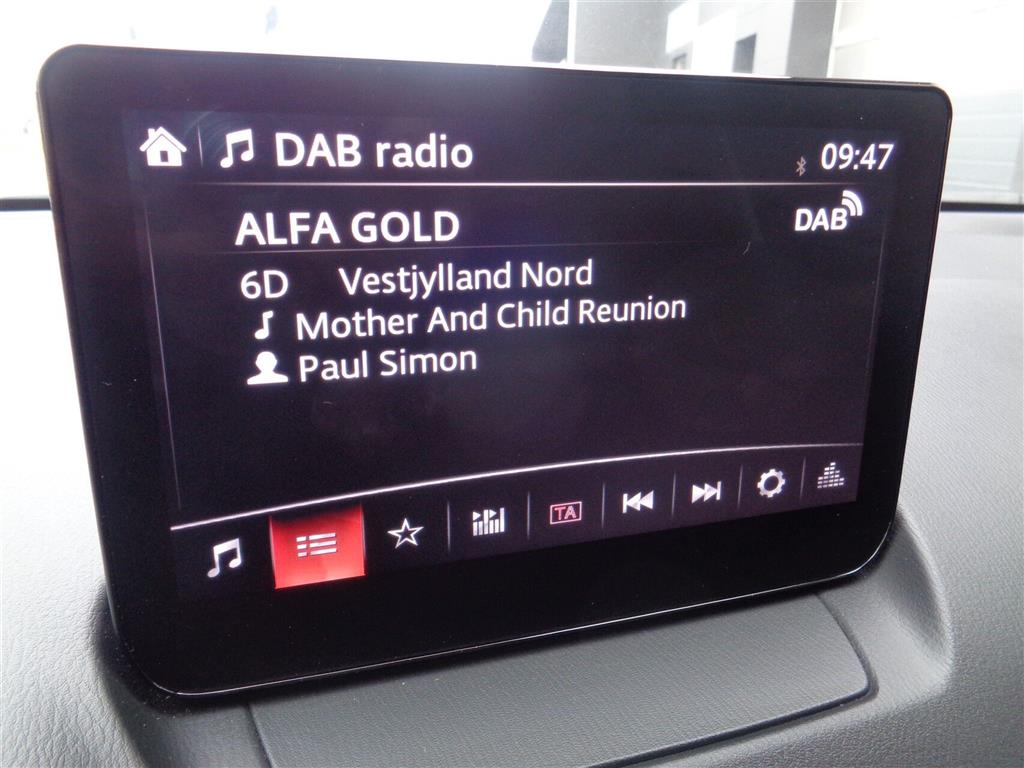 DAB radio 09:47
ALFA GOLD DAB
6D Vestjylland Nord
Mother And Child Reunion
Paul Simon
TA